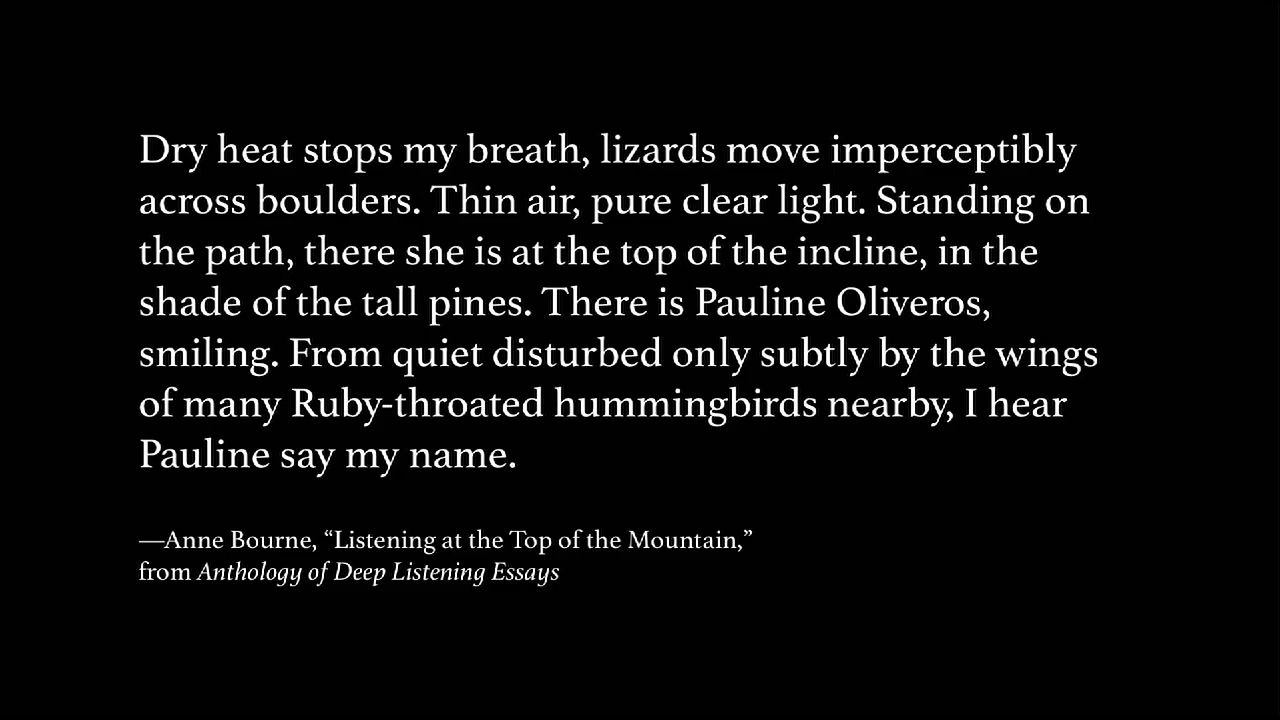 Dry heat stops my breath, lizards move imperceptibly
across boulders. Thin air, pure clear light. Standing on
the path, there she is at the top of the incline, in the
shade of the tall pines. There is Pauline Oliveros,
smiling. From quiet disturbed only subtly by the wings
of many Ruby-throated hummingbirds nearby, I hear
Pauline say my name.
—Anne Bourne, “Listening at the Top of the Mountain,”
from Anthology of Deep Listening Essays